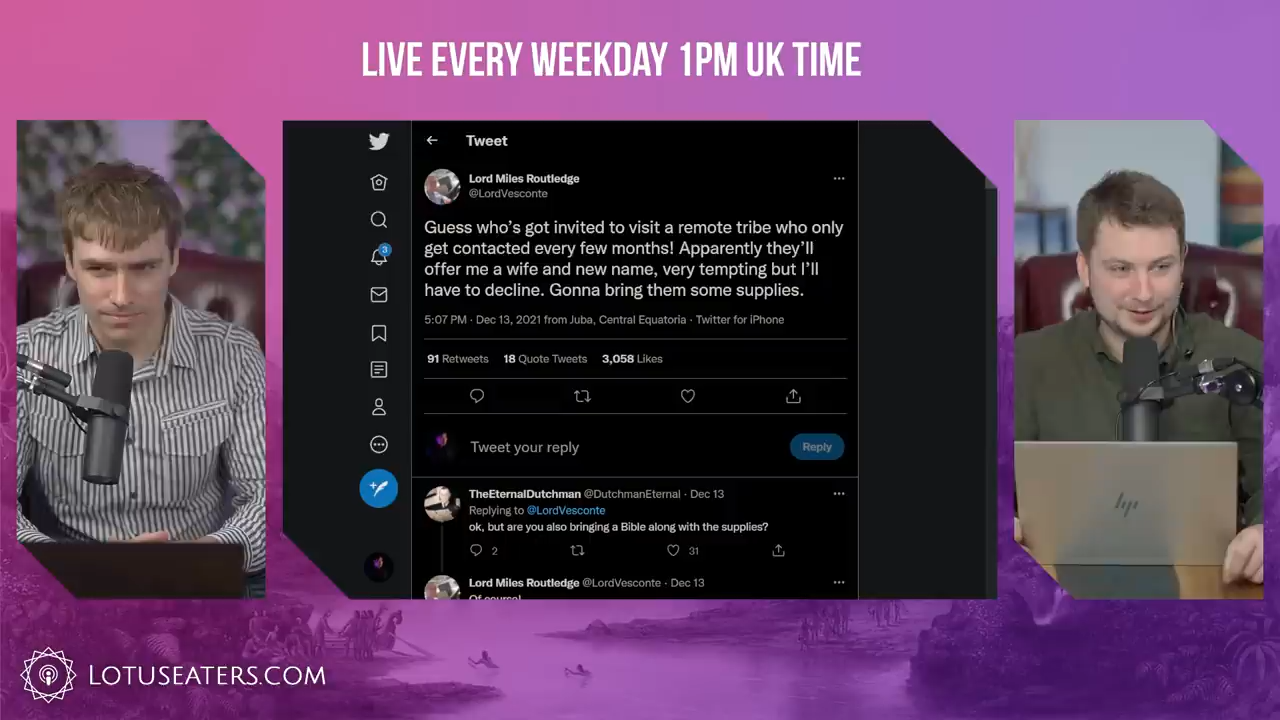 LIVE EVERY WEEKDAY 1PM UK TIME
Tweet
Lord Miles Routledge
@LordVesconte
Guess who's got invited to visit a remote tribe who only
get contacted every few months! Apparently they'll
offer me a wife and new name, very tempting but I'll
have to decline. Gonna bring them some supplies.
5:07 PM · Dec 13, 2021 from Juba, Central Equatoria · Twitter for iPhone
91 Retweets 18 Quote Tweets 3,058 Likes
3
Tweet your reply
Reply
TheEternalDutchman @DutchmanEternal · Dec 13
Replying to @LordVesconte
ok, but are you also bringing a Bible along with the supplies?
2 31
Lord Miles Routledge @LordVesconte · Dec 13
Of course!
hp
LOTUSEATERS.COM